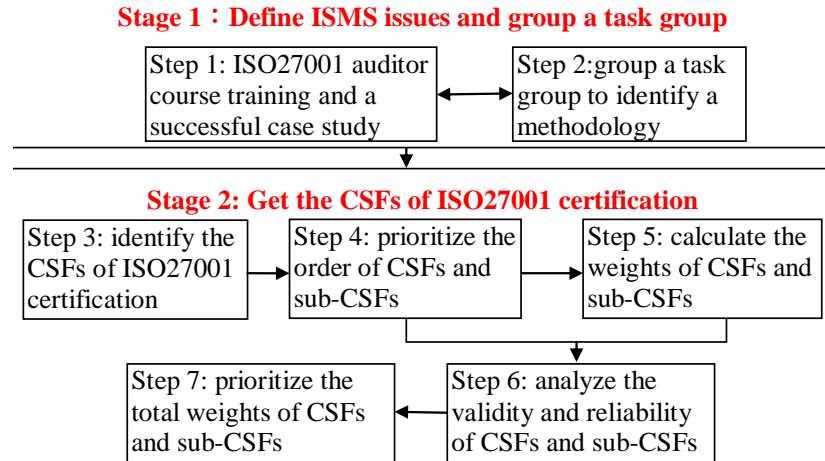 Stage 1：Define ISMS issues and group a task group
Step 1: ISO27001 auditor
course training and a
successful case study
Step 2:group a task
group to identify a
methodology
Stage 2: Get the CSFs of ISO27001 certification
Step 3: identify the
CSFs of ISO27001
certification
Step 4: prioritize the
order of CSFs and
sub-CSFs
Step 5: calculate the
weights of CSFs and
sub-CSFs
Step 7: prioritize the
total weights of CSFs
and sub-CSFs
Step 6: analyze the
validity and reliability
of CSFs and sub-CSFs